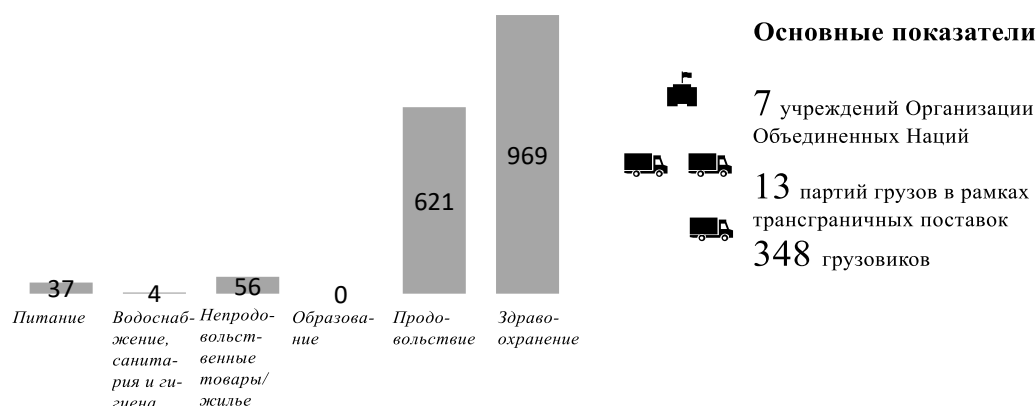 37
4
56
0
621
969
Питание
Водоснаб-
жение,
санита-
рия и ги-
гиена
Непродо-
вольст-
венные
товары/
жилье
Образова-
ние
Продо-
вольствие
Здраво-
охранение
Основные показатели
7 учреждений Организации
Объединенных Наций
13 партий грузов в рамках
трансграничных поставок
348 грузовиков